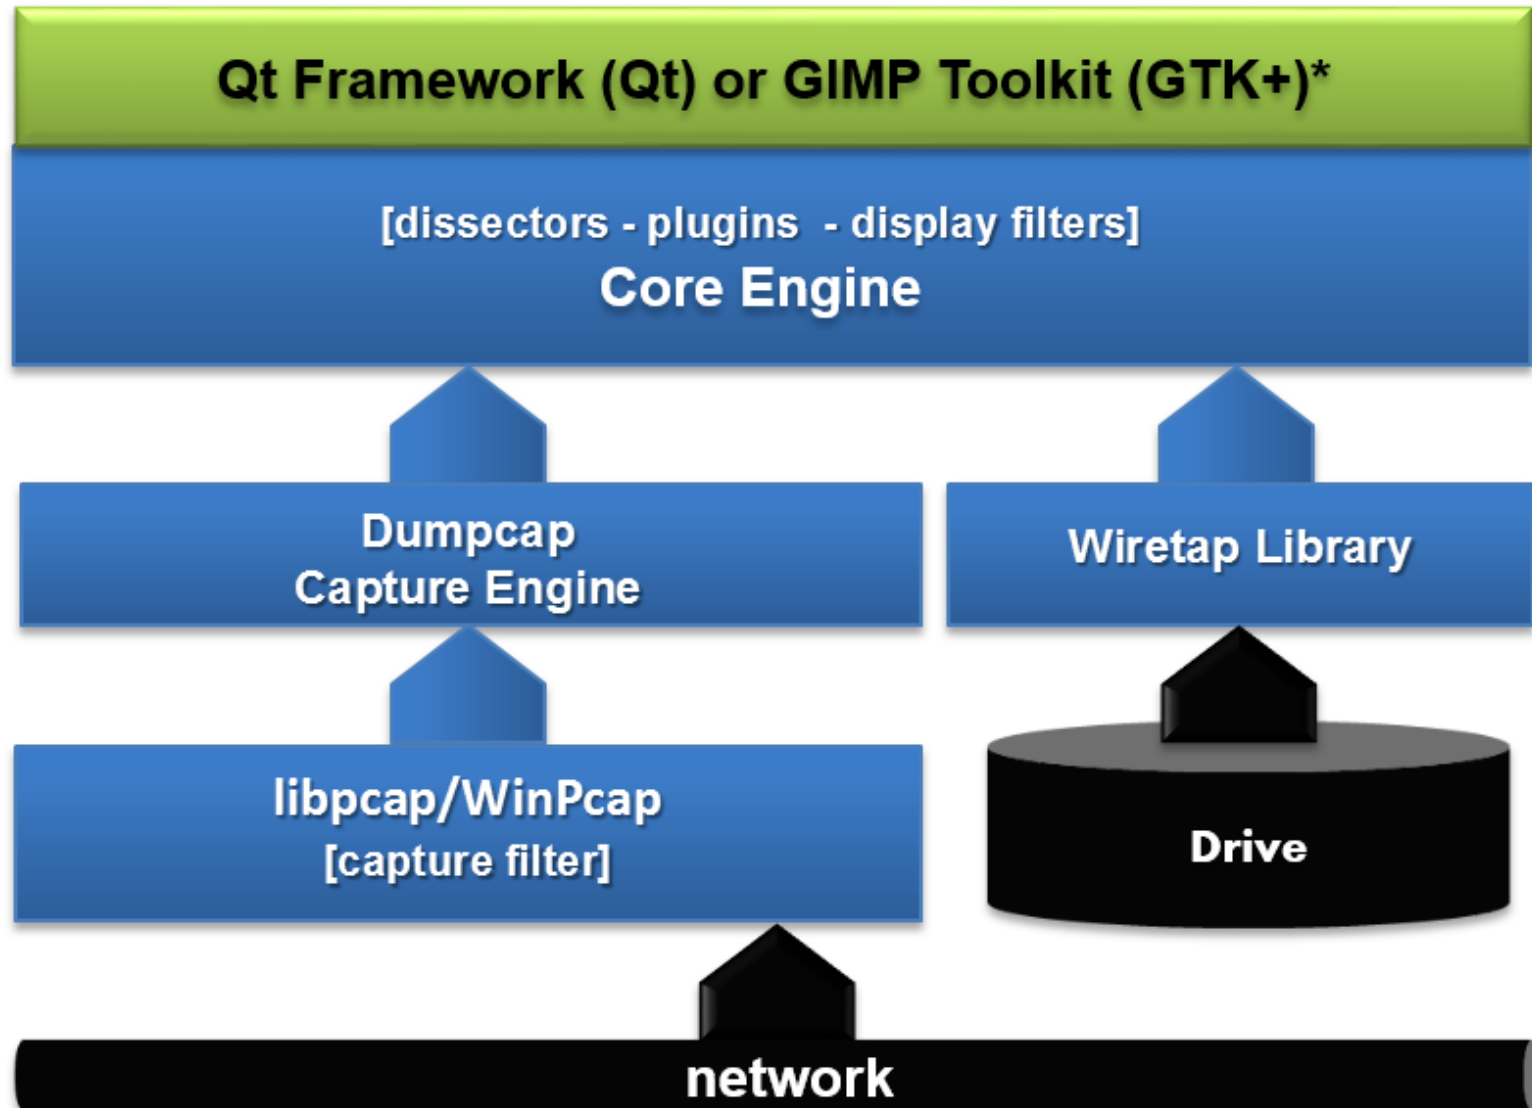 Qt Framework (Qt) or GIMP Toolkit (GTK+)*
[dissectors - plugins - display filters]
Core Engine
Dumpcap
Capture Engine
Wiretap Library
libpcap/WinPcap
[capture filter]
Drive
network